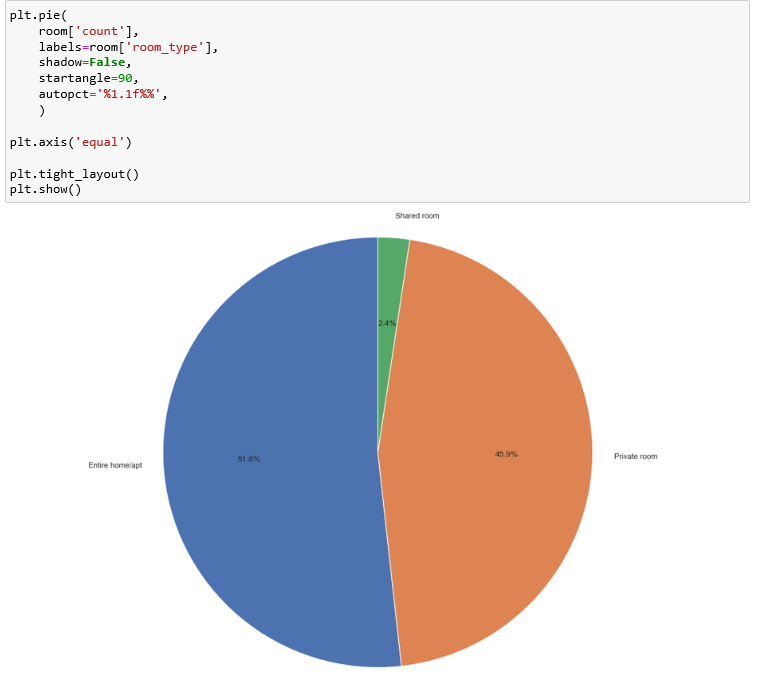 plt.pie(
    room['count'],
    labels=room['room_type'],
    shadow=False,
    startangle=90,
    autopct='%1.1f%%',
    )
plt.axis('equal')
plt.tight_layout()
plt.show()
Shared room
2.4%
45.9%
Private room
51.8%
Entire home/apt